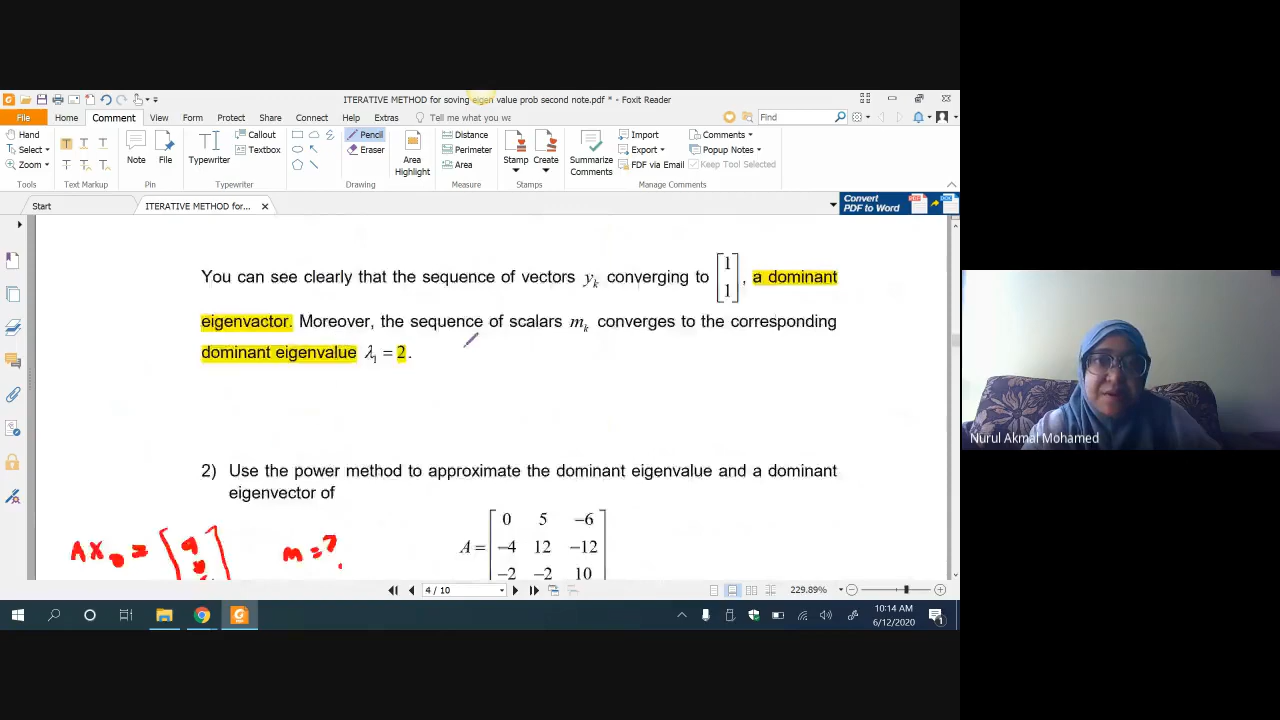 ITERATIVE METHOD for soving eigen value prob second note.pdf * - Foxit Reader
File Home Comment View Form Protect Share Connect Help Extras Tell me what you wa Find
Hand Select Zoom Tools
Text Markup
Note File Pin
Typewriter Callout Textbox Typewriter
Pencil Eraser Area Highlight Drawing
Distance Perimeter Area Measure
Stamp Create Stamps
Summarize Comments Import Export FDF via Email Comments Popup Notes Keep Tool Selected Manage Comments
Start ITERATIVE METHOD for... Convert PDF to Word
You can see clearly that the sequence of vectors yk converging to [1 1], a dominant
eigenvactor. Moreover, the sequence of scalars mk converges to the corresponding
dominant eigenvalue λ1 = 2.
2) Use the power method to approximate the dominant eigenvalue and a dominant
eigenvector of
A =
0 5 −6
−4 12 −12
−2 −2 10
m = ?
Nurul Akmal Mohamed
4 / 10 229.89%
10:14 AM
6/12/2020